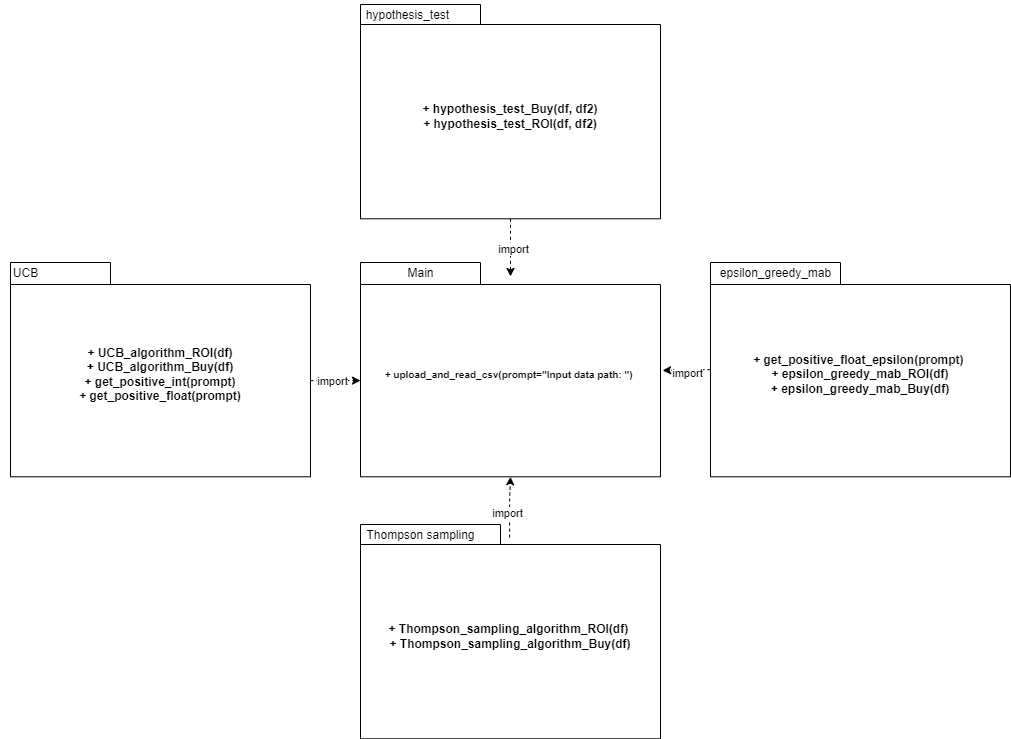 hypothesis_test
+ hypothesis_test_Buy(df, df2)
+ hypothesis_test_ROI(df, df2)
import
UCB
+ UCB_algorithm_ROI(df)
+ UCB_algorithm_Buy(df)
+ get_positive_int(prompt)
+ get_positive_float(prompt)
import
Main
+ upload_and_read_csv(prompt="Input data path: ")
import
epsilon_greedy_mab
+ get_positive_float_epsilon(prompt)
+ epsilon_greedy_mab_ROI(df)
+ epsilon_greedy_mab_Buy(df)
import
Thompson sampling
+ Thompson_sampling_algorithm_ROI(df)
+ Thompson_sampling_algorithm_Buy(df)